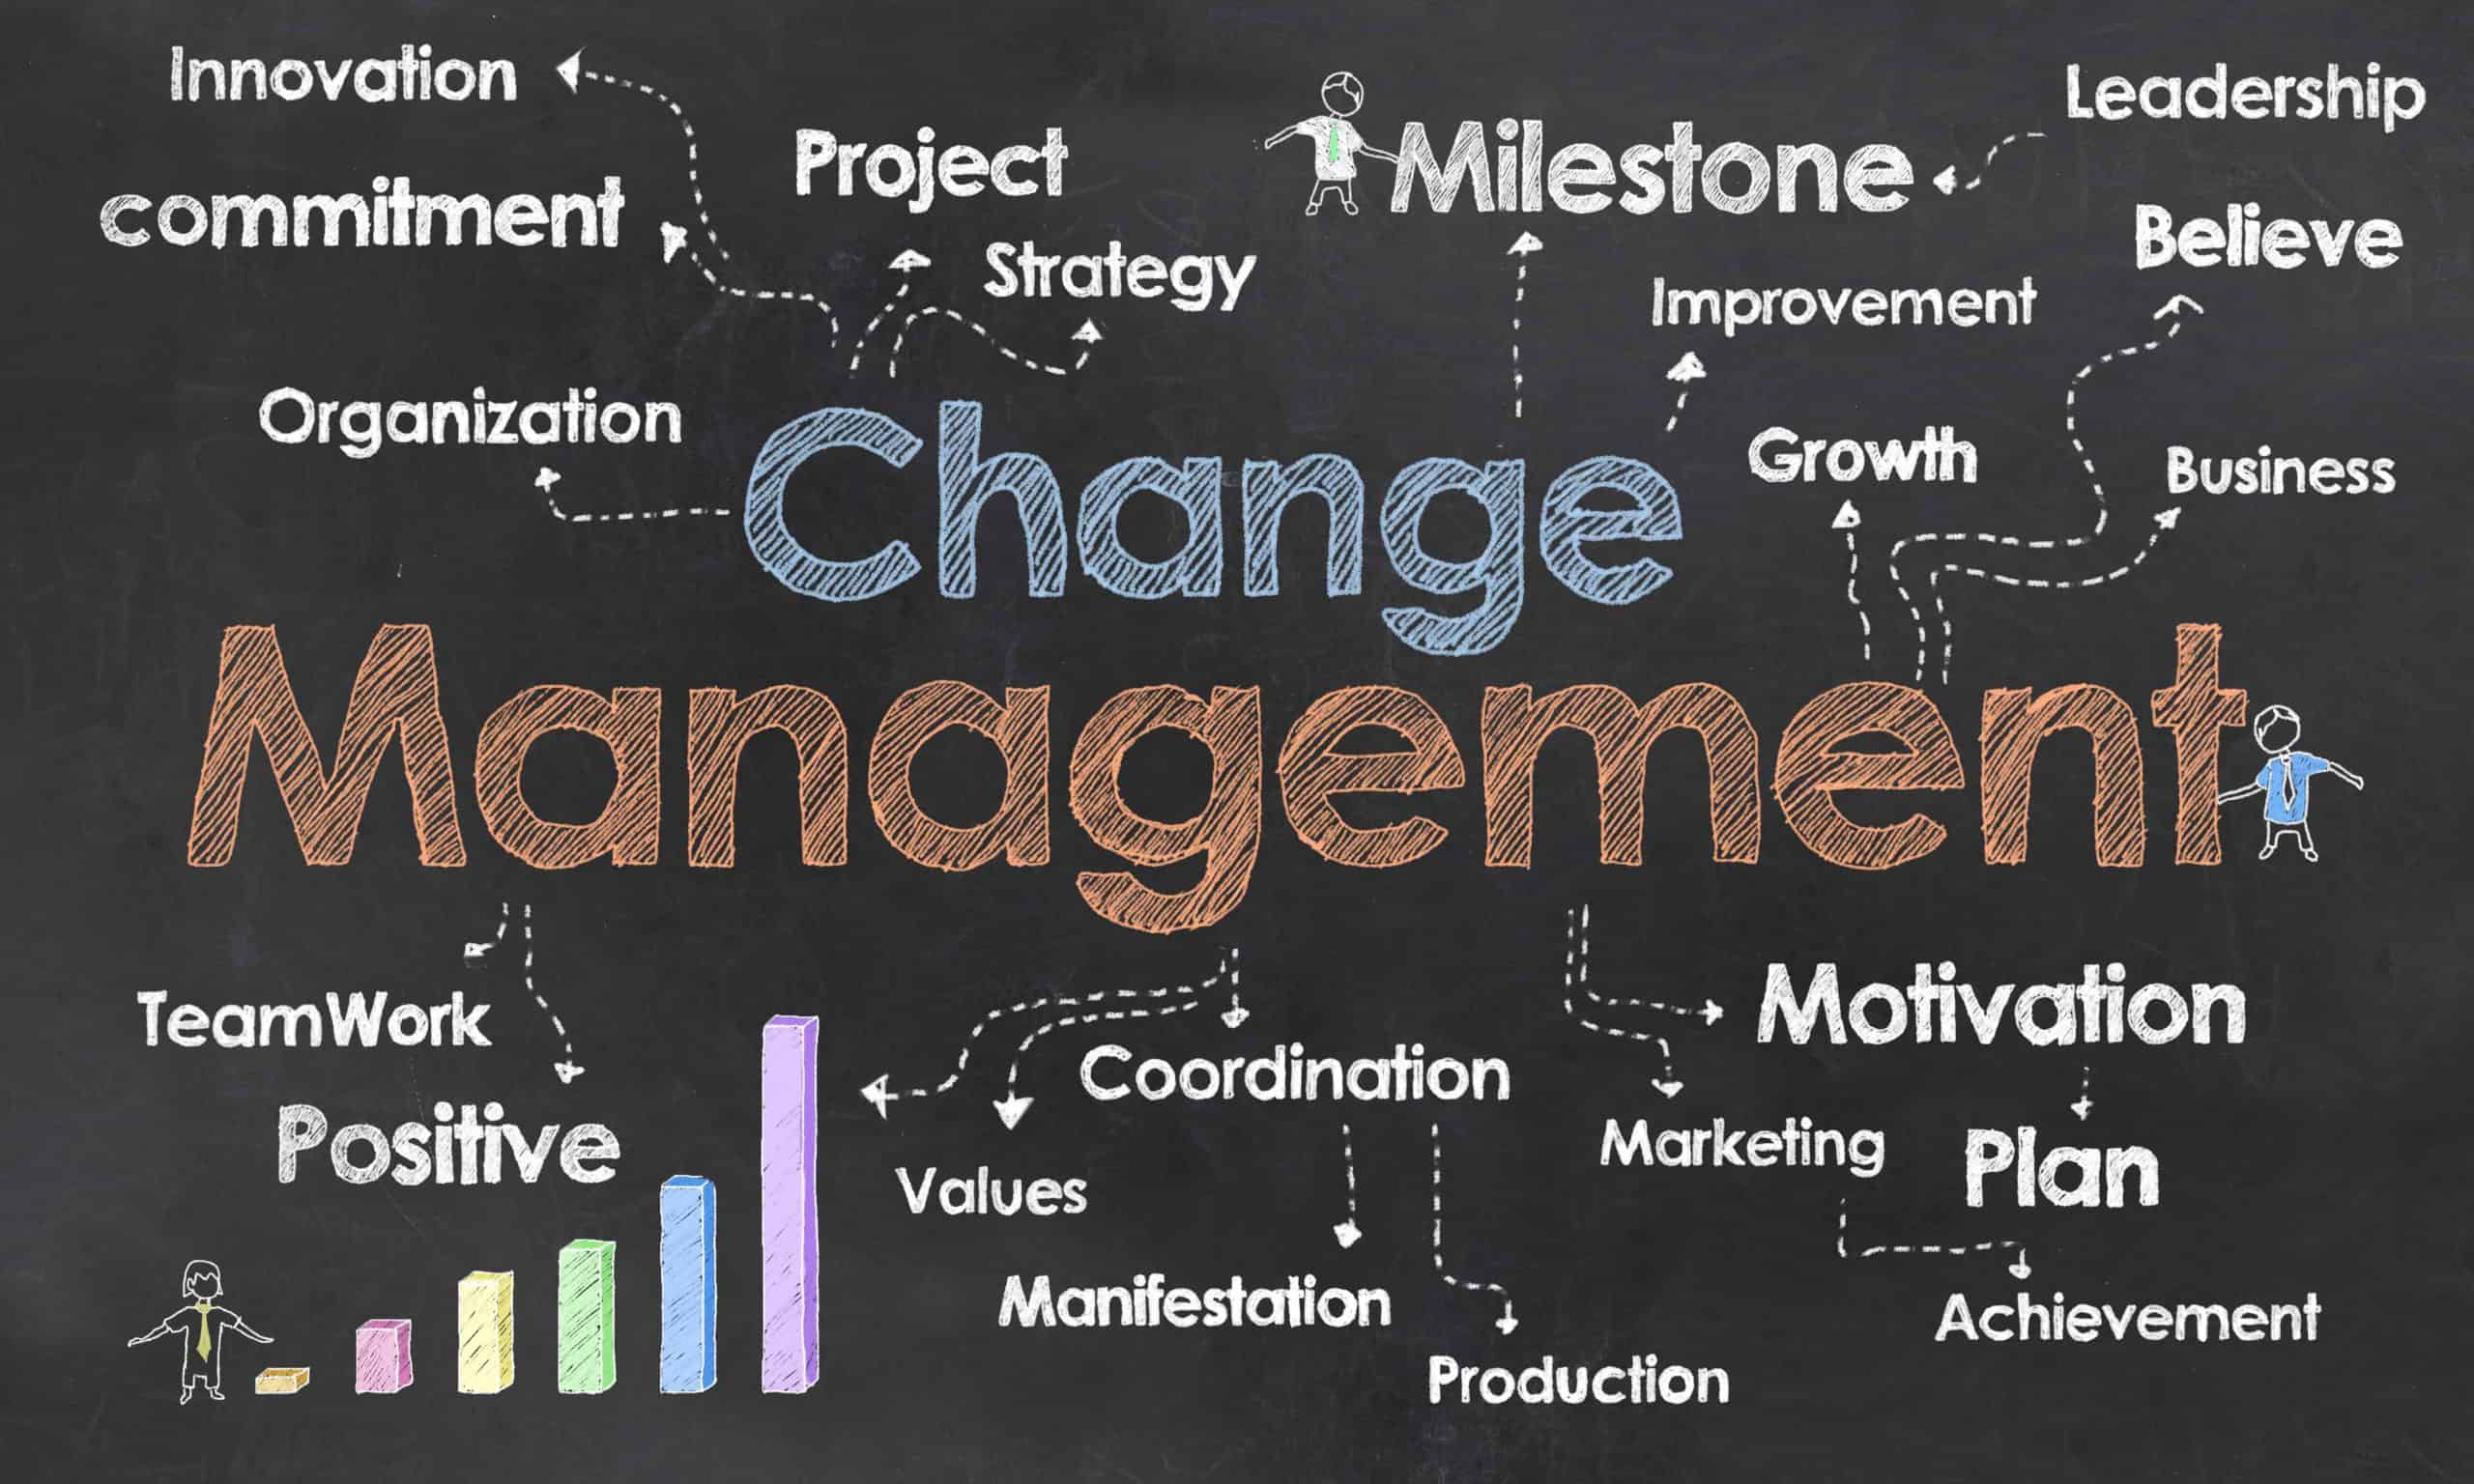 Innovation
Leadership
Project
Milestone
commitment
Believe
Strategy
Improvement
Organization
Growth
Business
Change
Management
TeamWork
Motivation
Coordination
Positive
Marketing
Plan
Values
Manifestation
Achievement
Production